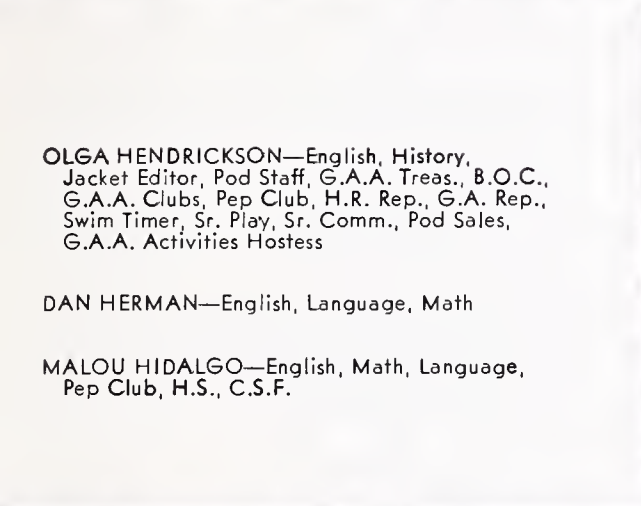 OLGA HENDRICKSON—English, History,
Jacket Editor, Pod Staff, G.A.A. Treas., B.O.C.,
G.A.A. Clubs, Pep Club, H.R. Rep., G.A. Rep.,
Swim Timer, Sr. Play, Sr. Comm., Pod Sales,
G.A.A. Activities Hostess
DAN HERMAN—English, Language, Math
MALOU HIDALGO—English, Math, Language,
Pep Club, H.S., C.S.F.